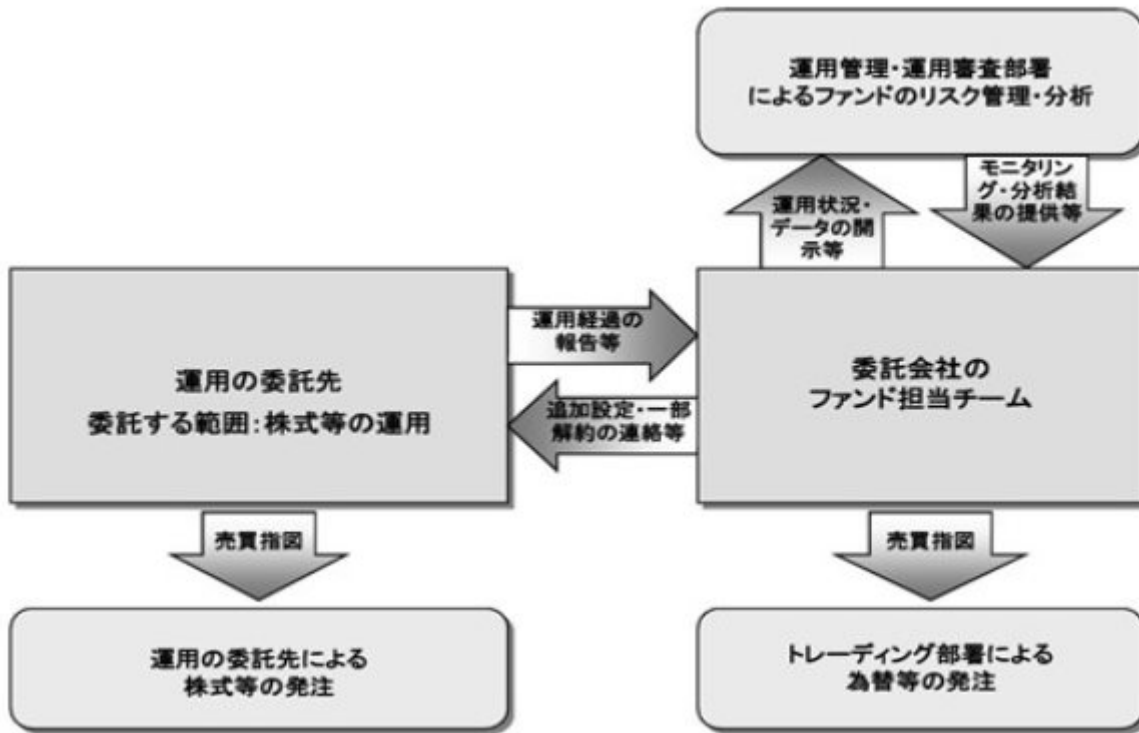 運用管理・運用審査部署
によるファンドのリスク管理・分析
運用状況・
データの開
示等
モニタリン
グ・分析結
果の提供等
運用の委託先
委託する範囲：株式等の運用
運用経過の
報告等
追加設定・一部
解約の連絡等
委託会社の
ファンド担当チーム
売買指図
売買指図
運用の委託先による
株式等の発注
トレーディング部署による
為替等の発注